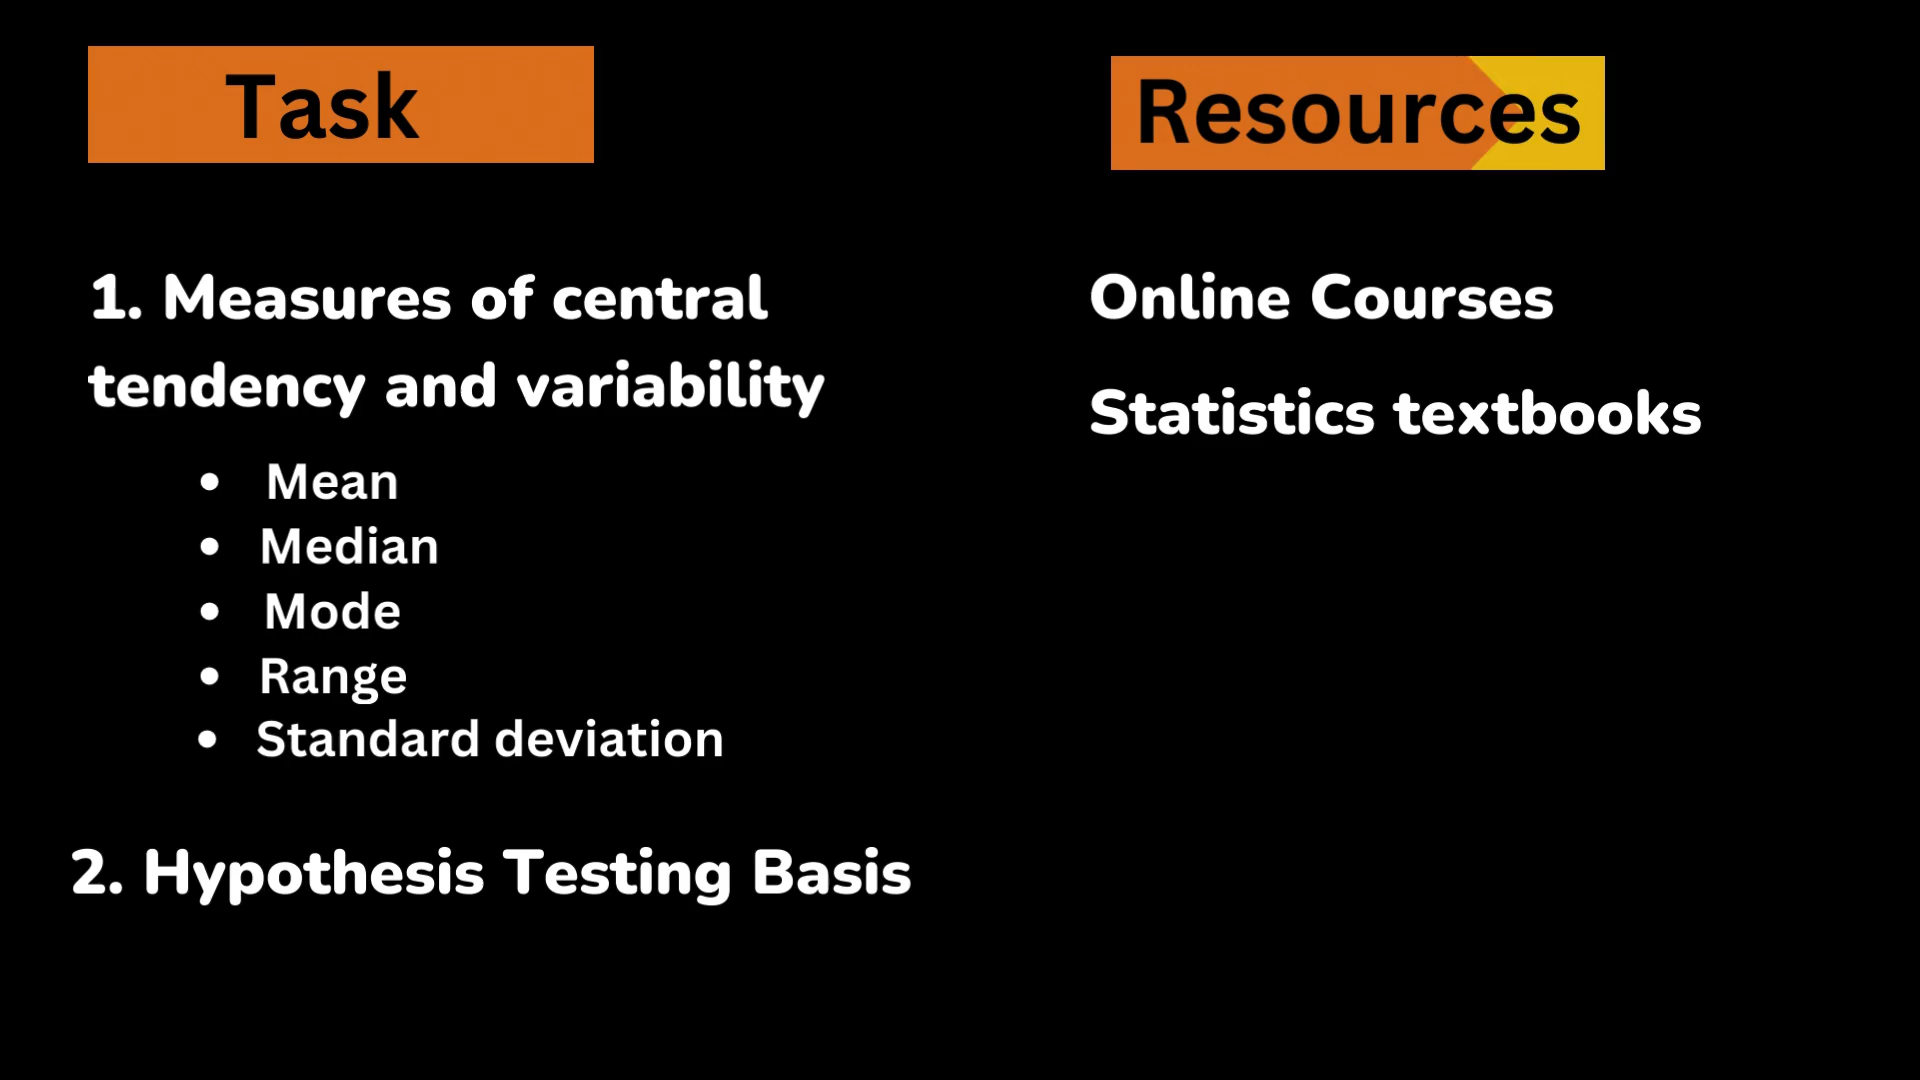 Task
1. Measures of central
tendency and variability
• Mean
• Median
• Mode
• Range
• Standard deviation
2. Hypothesis Testing Basis
Resources
Online Courses
Statistics textbooks